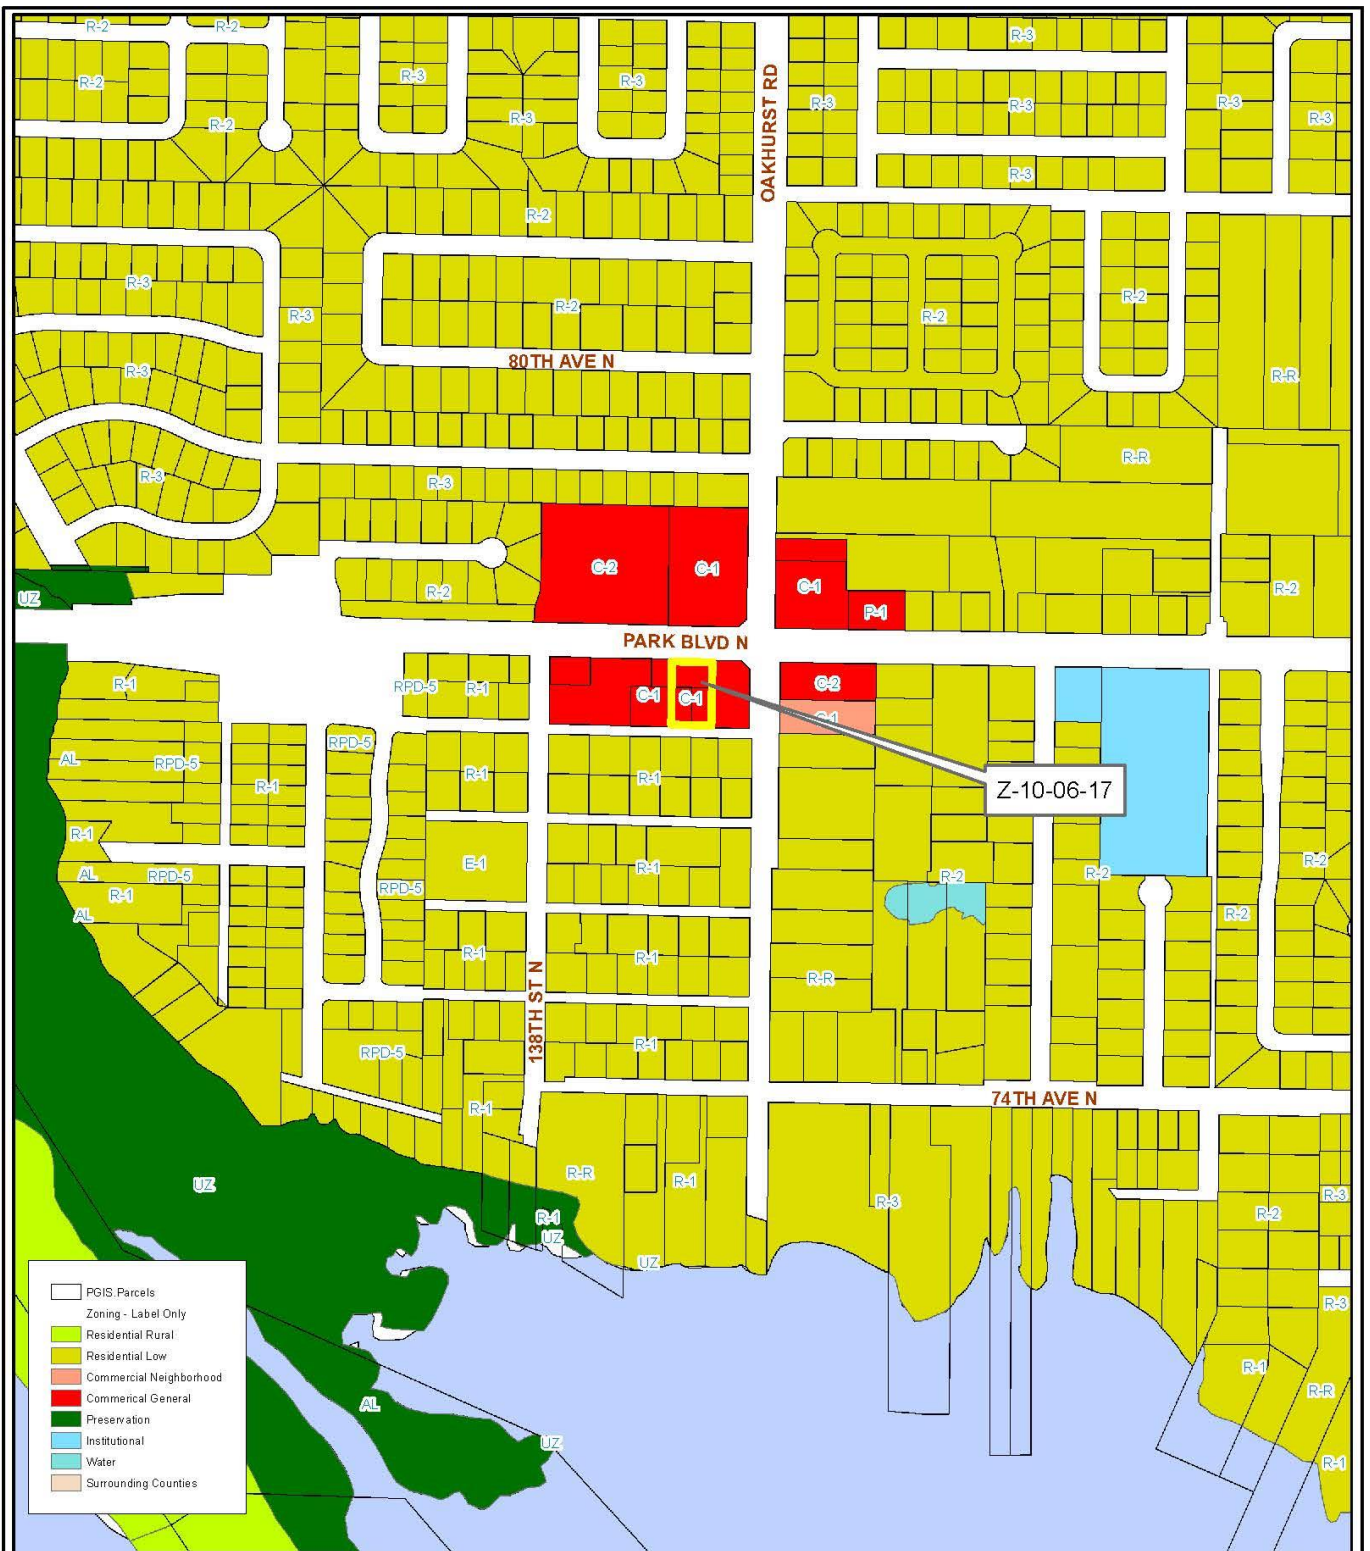 R-2
R-2
R-3
R-3
R-3
R-2
R-3
R-3
R-3
R-3
R-3
R-2
R-3
OAKHURST RD
R-3
R-2
R-3
R-2
R-3
R-2
R-2
80TH AVE N
R-3
R-R
R-R
R-3
R-3
C-2
C-1
C-1
R-2
R-2
UZ
P-1
PARK BLVD N
R-1
RPD-5
R-1
C-1
C-1
C-2
C-1
RPD-5
AL
RPD-5
R-1
R-1
R-1
Z-10-06-17
R-1
E-1
R-1
R-2
AL
RPD-5
R-2
R-2
R-1
RPD-5
AL
R-2
R-1
R-1
R-R
138TH ST N
R-1
RPD-5
74TH AVE N
R-1
R-R
R-1
UZ
R-3
R-3
R-2
R-1
UZ
UZ
R-3
R-1
R-R
AL
UZ
R-1
PGIS.Parcels
Zoning - Label Only
Residential Rural
Residential Low
Commercial Neighborhood
Commerical General
Preservation
Institutional
Water
Surrounding Counties